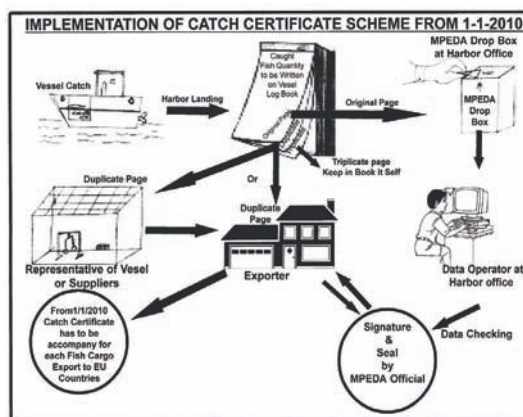 IMPLEMENTATION OF CATCH CERTIFICATE SCHEME FROM 1-1-2010
MPEDA Drop Box
at Harbor Office
Caught
Fish Quantity
to be Written
on Vessel
Log Book
Vessel Catch
Harbor Landing
Original Page
MPEDA
Drop
Box
Original Page
Triplicate page
Keep in Book it Self
Duplicate Page
Or
Duplicate
Page
Representative of Vesel
or Suppliers
Exporter
Data Operator at
Harbor office
From1/1/2010
Catch Certificate
has to be
accompany for
each Fish Cargo
Export to EU
Countries
Signature
&
Seal
by
MPEDA Official
Data Checking